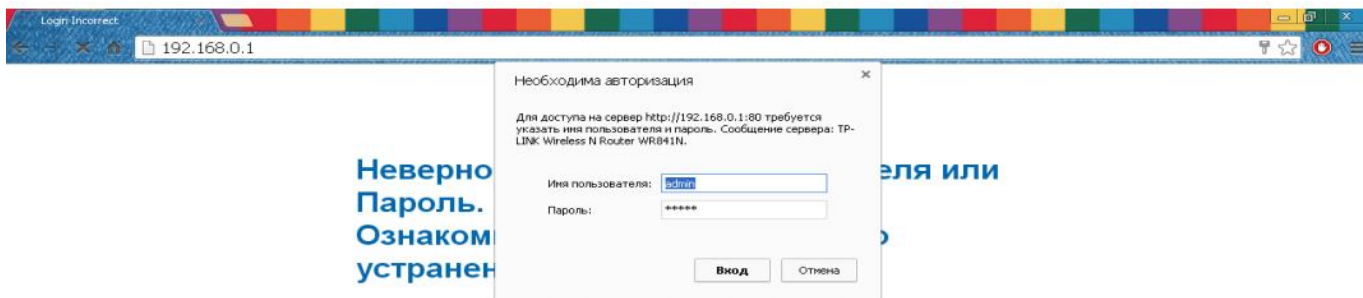 Login Incorrect
192.168.0.1
Необходима авторизация
Для доступа на сервер http://192.168.0.1:80 требуется
указать имя пользователя и пароль. Сообщение сервера: TP-
LINK Wireless N Router WR841N.
Неверно еля или
Имя пользователя: admin
Пароль.
Пароль: *****
Ознаком о
устранен
Вход Отмена